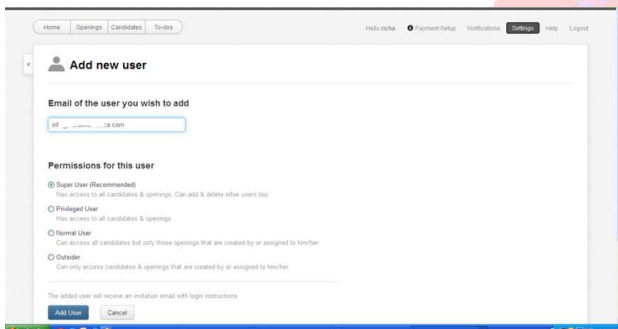 Home Openings Candidates To-dos Hello Payment-Setup Notifications Settings Help Logout
«
Add new user
Email of the user you wish to add
.com
Permissions for this user
Super User (Recommended)
Has access to all candidates & openings. Can add & delete other users too.
Privileged User
Has access to all candidates & openings
Normal User
Can access all candidates but only those openings that are created by or assigned to him/her
Outsider
Can only access candidates & openings that are created by or assigned to him/her
The added user will receive an invitation email with login instructions
Add User Cancel